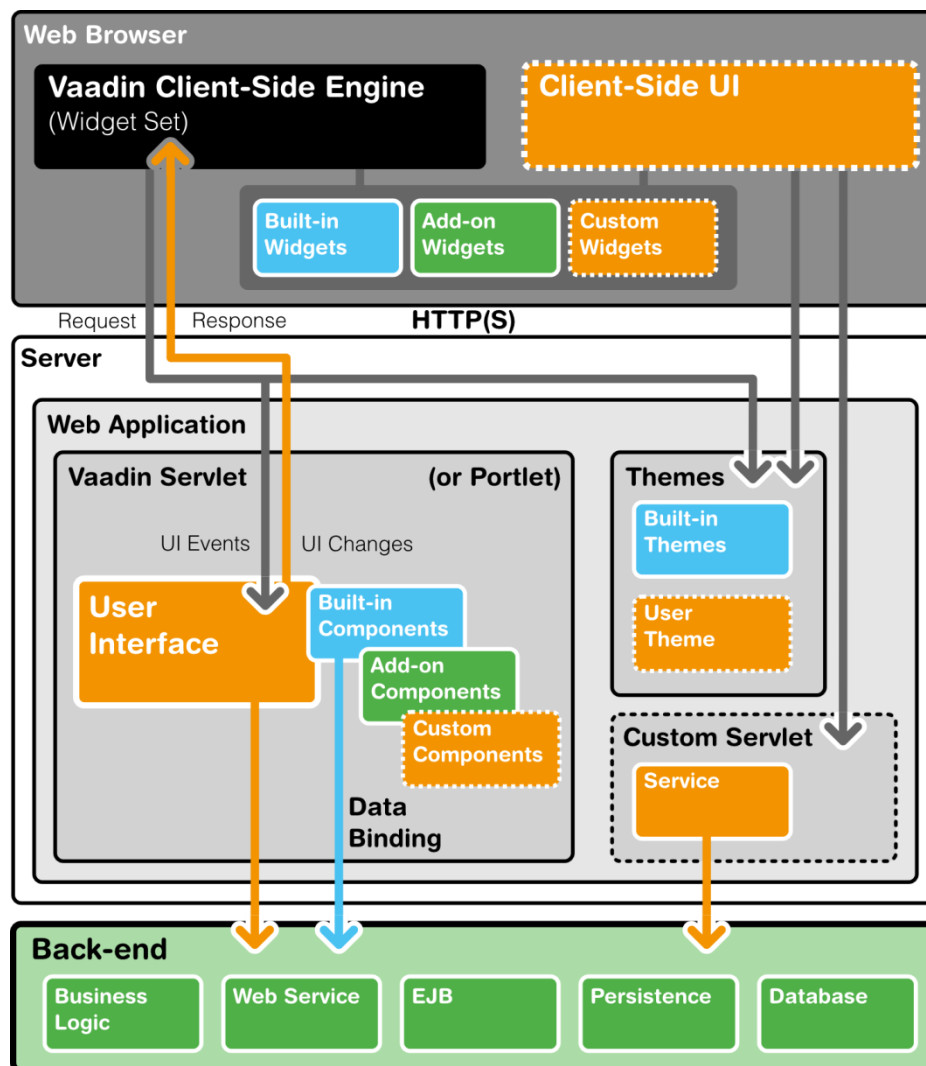 Web Browser
Vaadin Client-Side Engine
(Widget Set)
Client-Side UI
Built-in
Widgets
Add-on
Widgets
Custom
Widgets
Request
Response
HTTP(S)
Server
Web Application
Vaadin Servlet
(or Portlet)
UI Events
UI Changes
User
Interface
Built-in
Components
Add-on
Components
Custom
Components
Data
Binding
Themes
Built-in
Themes
User
Theme
Custom Servlet
Service
Back-end
Business
Logic
Web Service
EJB
Persistence
Database